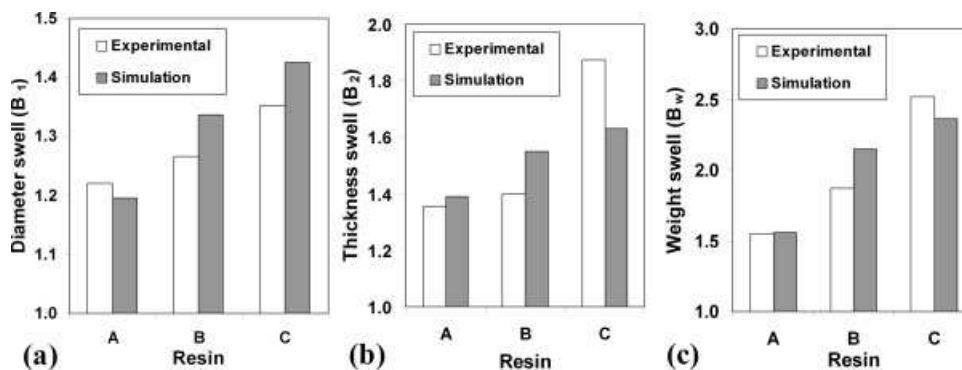 Diameter swell (B1)
1.5
1.4
1.3
1.2
1.1
1.0
Experimental
Simulation
A B C
Resin
(a)
Thickness swell (B2)
2.0
1.8
1.6
1.4
1.2
1.0
Experimental
Simulation
A B C
Resin
(b)
Weight swell (Bw)
3.0
2.5
2.0
1.5
1.0
Experimental
Simulation
A B C
Resin
(c)